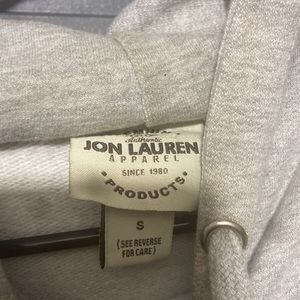 Authentic
JON LAUREN
APPAREL
SINCE 1980
• PRODUCTS •
S
(SEE REVERSE
FOR CARE)